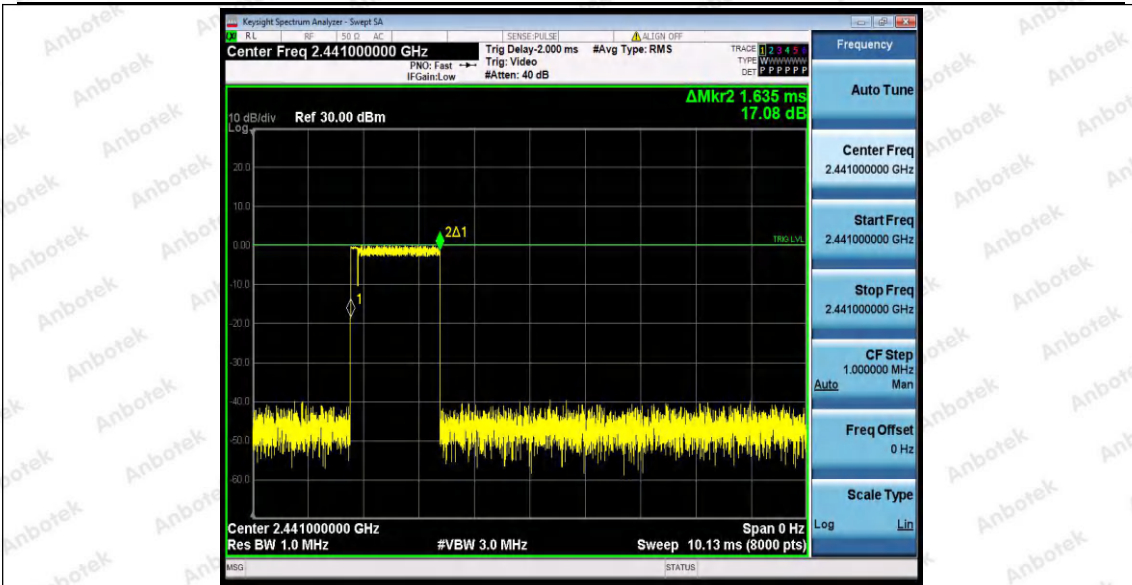 Keysight Spectrum Analyzer - Swept SA
RL RF 50 Ω AC SENSE:PULSE ALIGN OFF
Center Freq 2.441000000 GHz
PNO: Fast
IFGain:Low
Trig Delay-2.000 ms
Trig: Video
#Atten: 40 dB
#Avg Type: RMS
TRACE 1 2 3 4 5 6
TYPE WWWWWW
DET P P P P P P
ΔMkr2 1.635 ms
17.08 dB
10 dB/div
Log
Ref 30.00 dBm
20.0
10.0
0.00
-10.0
-20.0
-30.0
-40.0
-50.0
-60.0
2Δ1
1
TRIG LVL
Center 2.441000000 GHz
Span 0 Hz
Res BW 1.0 MHz
#VBW 3.0 MHz
Sweep 10.13 ms (8000 pts)
MSG
STATUS
Frequency
Auto Tune
Center Freq
2.441000000 GHz
Start Freq
2.441000000 GHz
Stop Freq
2.441000000 GHz
CF Step
1.000000 MHz
Auto Man
Freq Offset
0 Hz
Scale Type
Log Lin
Anbotek